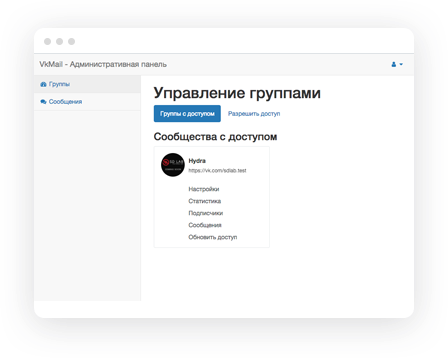 VkMail - Административная панель
Группы
Сообщения
Управление группами
Группы с доступом
Разрешить доступ
Сообщества с доступом
Hydra
https://vk.com/sdlab.test
Настройки
Статистика
Подписчики
Сообщения
Обновить доступ